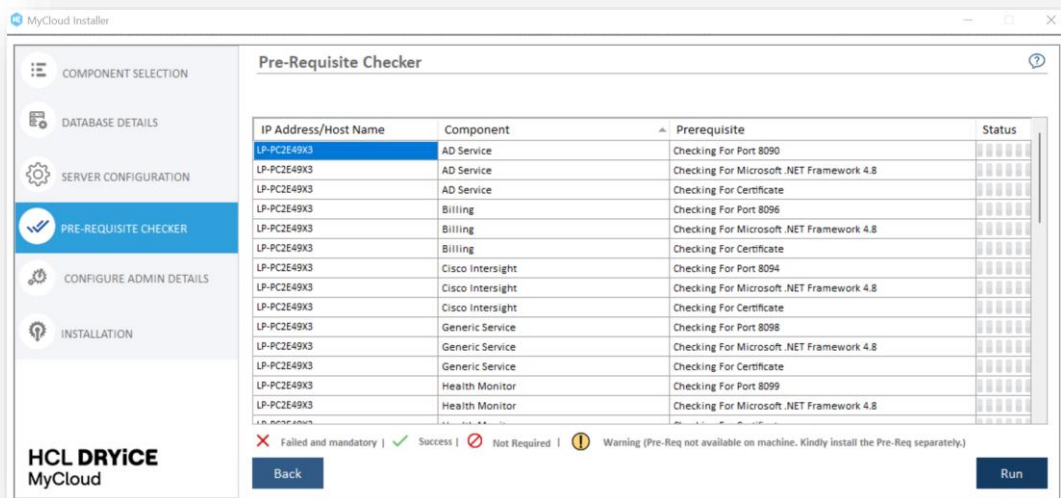 MyCloud Installer
COMPONENT SELECTION
DATABASE DETAILS
SERVER CONFIGURATION
PRE-REQUISITE CHECKER
CONFIGURE ADMIN DETAILS
INSTALLATION
HCL DRYiCE
MyCloud
Pre-Requisite Checker
IP Address/Host Name Component Prerequisite Status
LP-PC2E49X3 AD Service Checking For Port 8090
LP-PC2E49X3 AD Service Checking For Microsoft .NET Framework 4.8
LP-PC2E49X3 AD Service Checking For Certificate
LP-PC2E49X3 Billing Checking For Port 8096
LP-PC2E49X3 Billing Checking For Microsoft .NET Framework 4.8
LP-PC2E49X3 Billing Checking For Certificate
LP-PC2E49X3 Cisco Intersight Checking For Port 8094
LP-PC2E49X3 Cisco Intersight Checking For Microsoft .NET Framework 4.8
LP-PC2E49X3 Cisco Intersight Checking For Certificate
LP-PC2E49X3 Generic Service Checking For Port 8098
LP-PC2E49X3 Generic Service Checking For Microsoft .NET Framework 4.8
LP-PC2E49X3 Generic Service Checking For Certificate
LP-PC2E49X3 Health Monitor Checking For Port 8099
LP-PC2E49X3 Health Monitor Checking For Microsoft .NET Framework 4.8
Failed and mandatory | Success | Not Required | Warning (Pre-Req not available on machine. Kindly install the Pre-Req separately.)
Back
Run